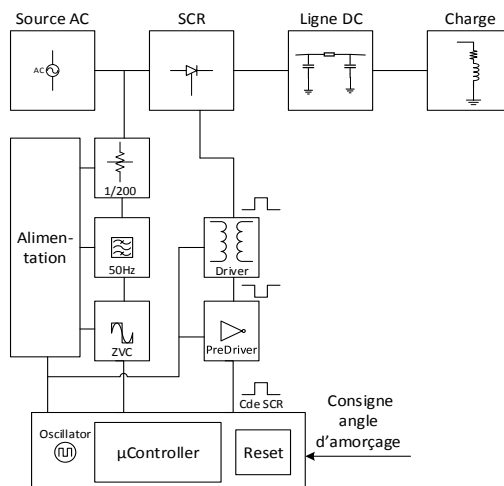 Source AC
SCR
Ligne DC
Charge
AC
1/200
Alimen-
tation
50Hz
Driver
ZVC
PreDriver
Cde SCR
Consigne
angle
d'amorçage
Oscillator
µController
Reset